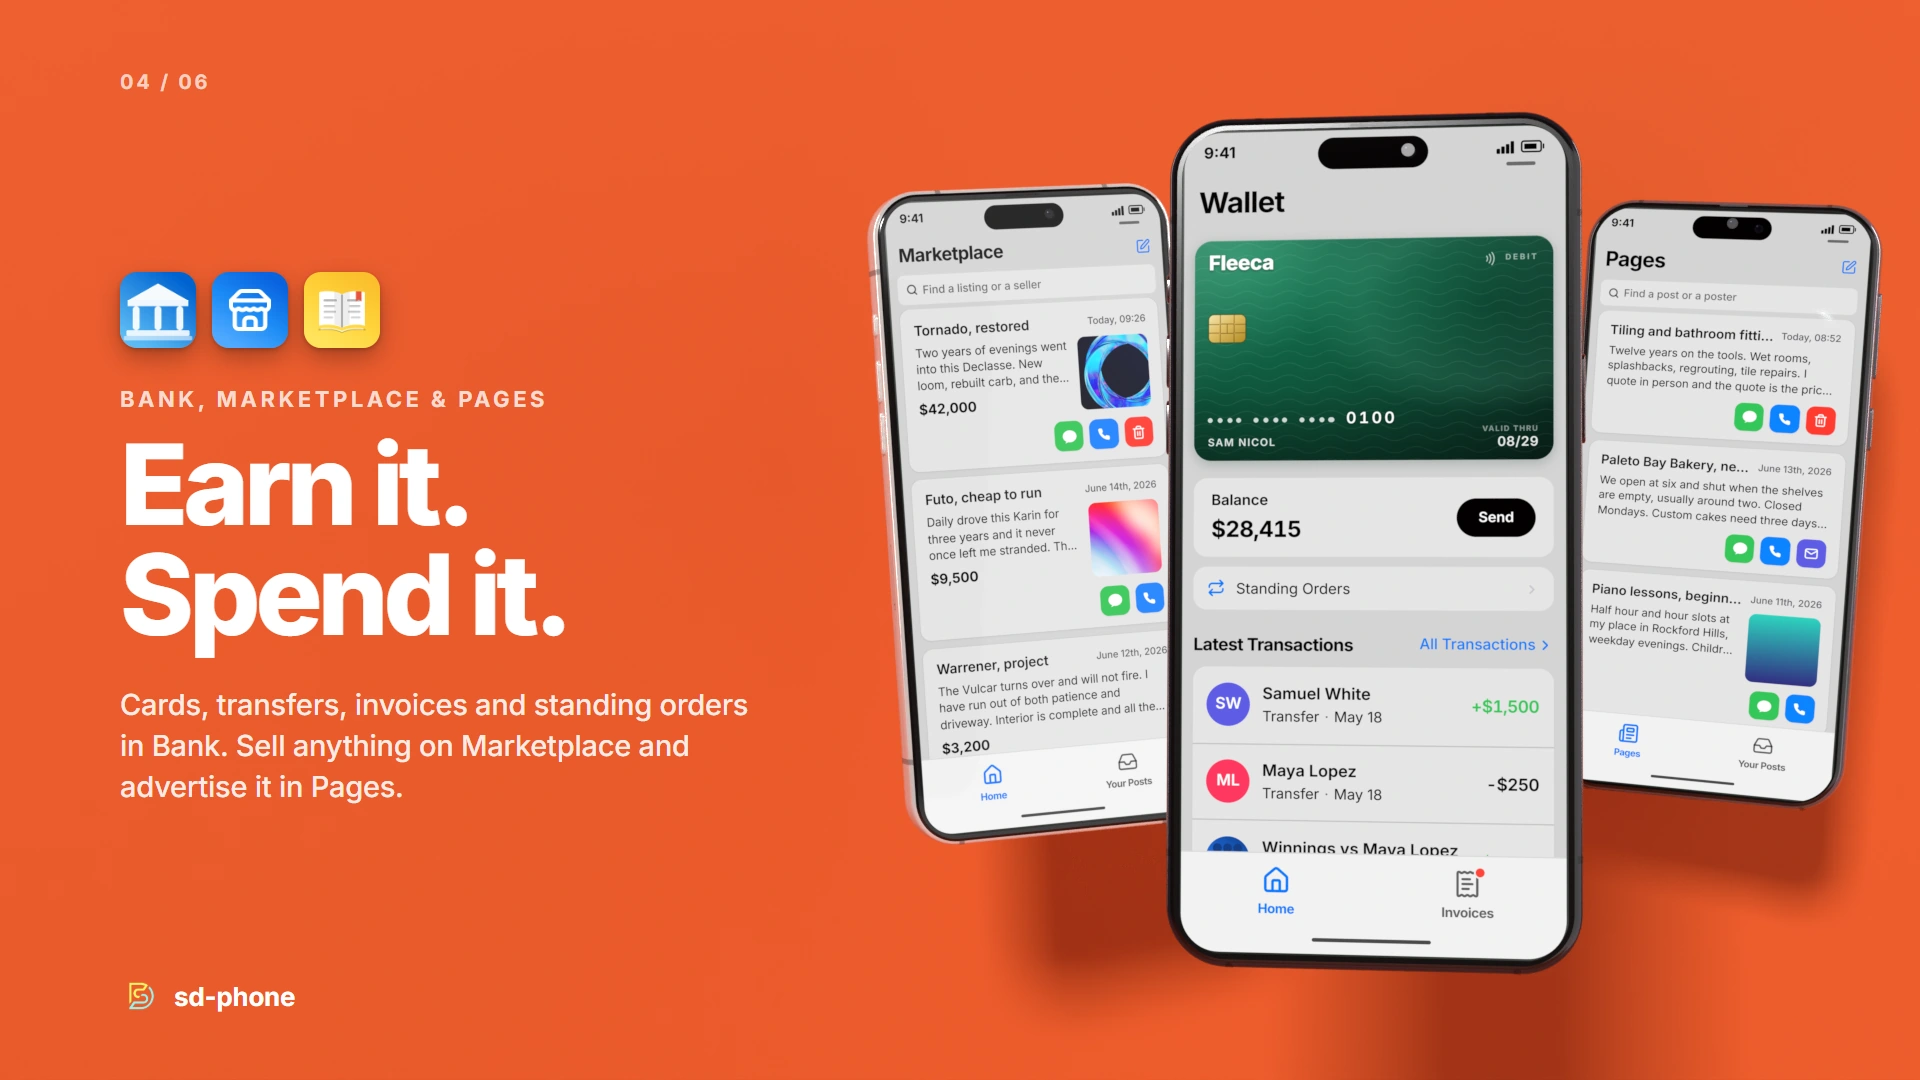 04 / 06
BANK, MARKETPLACE & PAGES
Earn it.
Spend it.
Cards, transfers, invoices and standing orders
in Bank. Sell anything on Marketplace and
advertise it in Pages.
sd-phone
9:41
Marketplace
Find a listing or a seller
Tornado, restored
Today, 09:26
Two years of evenings went
into this Declasse. New
loom, rebuilt carb, and the...
$42,000
Futo, cheap to run
June 14th, 2026
Daily drove this Karin for
three years and it never
once left me stranded. Th...
$9,500
Warrener, project
June 12th, 2026
The Vulcar turns over and will not fire. I
have run out of both patience and
driveway. Interior is complete and all the...
$3,200
Home
Your Posts
9:41
Wallet
Fleeca
DEBIT
•••• •••• •••• 0100
SAM NICOL
VALID THRU
08/29
Balance
$28,415
Send
Standing Orders
Latest Transactions
All Transactions
SW
Samuel White
Transfer · May 18
+$1,500
ML
Maya Lopez
Transfer · May 18
-$250
Winnings vs Maya Lopez
Home
Invoices
9:41
Pages
Find a post or a poster
Tiling and bathroom fitti...
Today, 08:52
Twelve years on the tools. Wet rooms,
splashbacks, regrouting, tile repairs. I
quote in person and the quote is the pric...
Paleto Bay Bakery, ne...
June 13th, 2026
We open at six and shut when the shelves
are empty, usually around two. Closed
Mondays. Custom cakes need three days...
Piano lessons, beginn...
June 11th, 2026
Half hour and hour slots at
my place in Rockford Hills,
weekday evenings. Childr...
Pages
Your Posts